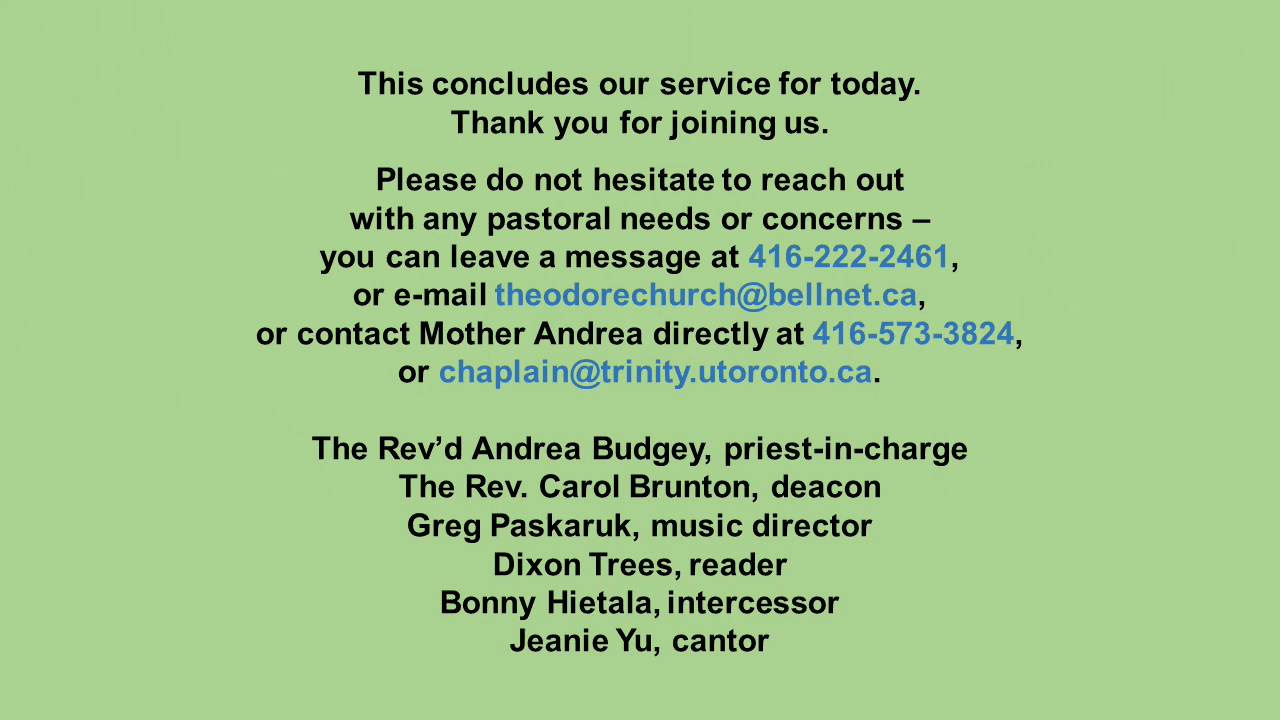 This concludes our service for today.
Thank you for joining us.
Please do not hesitate to reach out
with any pastoral needs or concerns –
you can leave a message at 416-222-2461,
or e-mail theodorechurch@bellnet.ca,
or contact Mother Andrea directly at 416-573-3824,
or chaplain@trinity.utoronto.ca.
The Rev’d Andrea Budgey, priest-in-charge
The Rev. Carol Brunton, deacon
Greg Paskaruk, music director
Dixon Trees, reader
Bonny Hietala, intercessor
Jeanie Yu, cantor